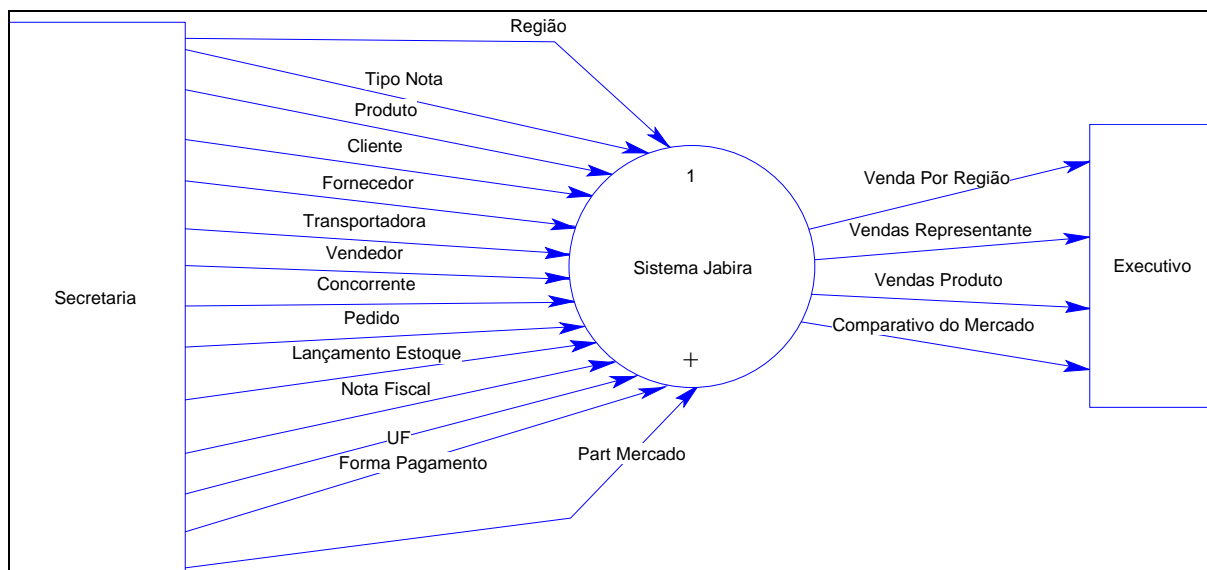 Região
Tipo Nota
Produto
Cliente
Fornecedor
Transportadora
Vendedor
Concorrente
Pedido
Lançamento Estoque
Nota Fiscal
UF
Forma Pagamento
Part Mercado
Secretaria
1
Sistema Jabira
+
Venda Por Região
Vendas Representante
Vendas Produto
Comparativo do Mercado
Executivo